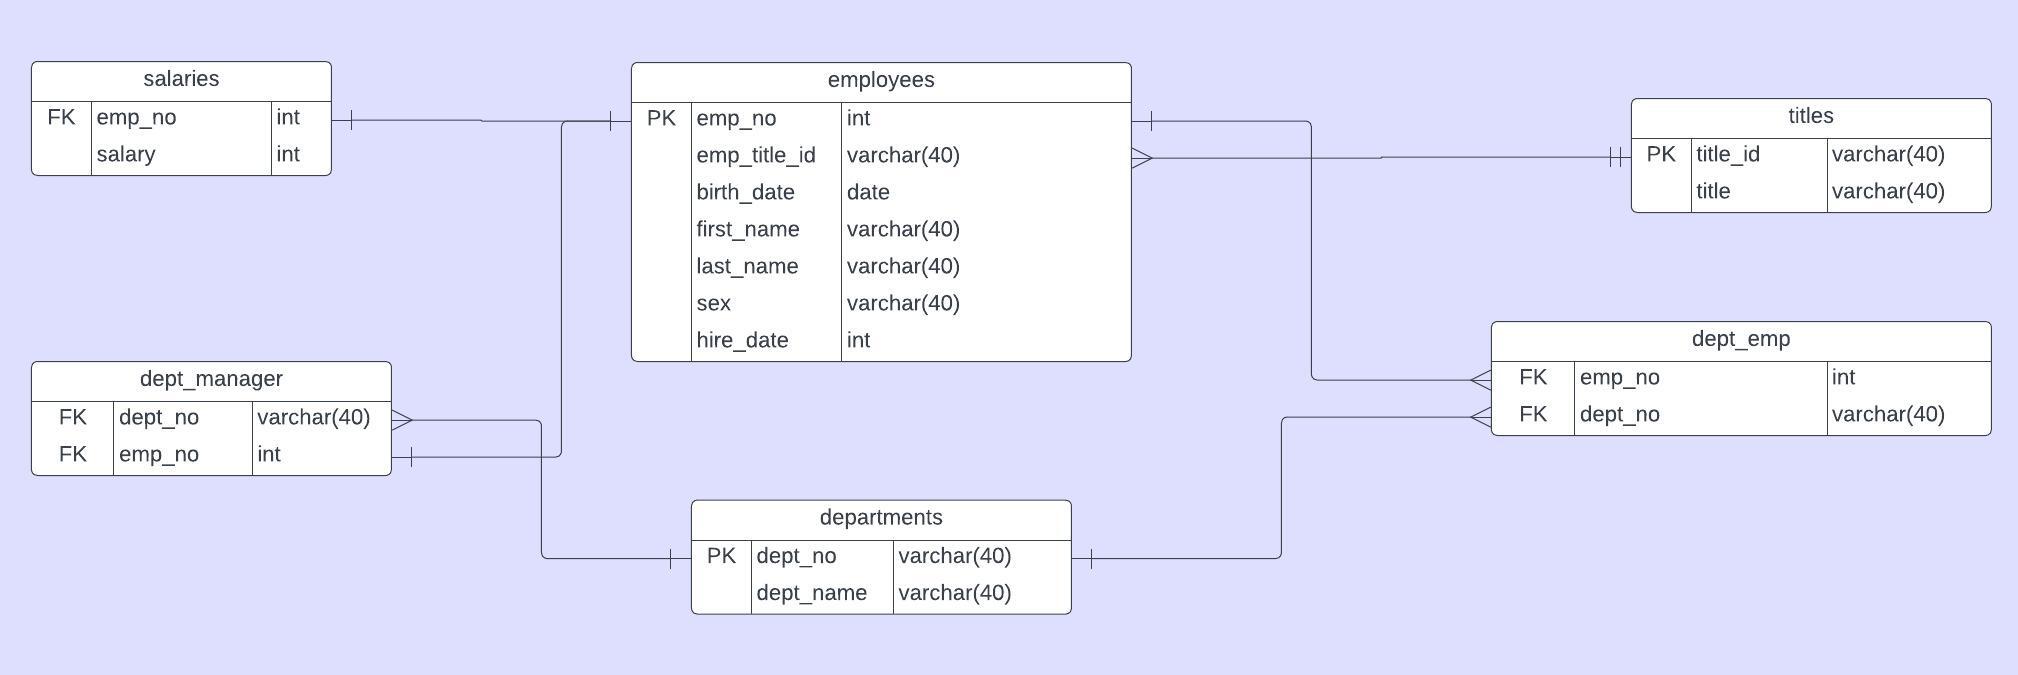 salaries
FK emp_no int
salary int
employees
PK emp_no int
emp_title_id varchar(40)
birth_date date
first_name varchar(40)
last_name varchar(40)
sex varchar(40)
hire_date int
titles
PK title_id varchar(40)
title varchar(40)
dept_manager
FK dept_no varchar(40)
FK emp_no int
dept_emp
FK emp_no int
FK dept_no varchar(40)
departments
PK dept_no varchar(40)
dept_name varchar(40)